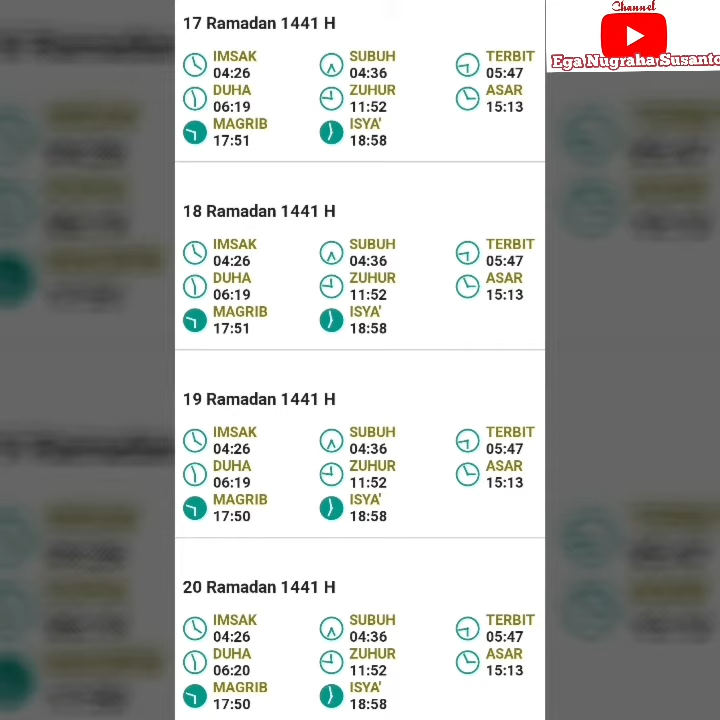 Channel
Ega Nugraha Susanto
17 Ramadan 1441 H
IMSAK SUBUH TERBIT
04:26 04:36 05:47
DUHA ZUHUR ASAR
06:19 11:52 15:13
MAGRIB ISYA'
17:51 18:58
18 Ramadan 1441 H
IMSAK SUBUH TERBIT
04:26 04:36 05:47
DUHA ZUHUR ASAR
06:19 11:52 15:13
MAGRIB ISYA'
17:51 18:58
19 Ramadan 1441 H
IMSAK SUBUH TERBIT
04:26 04:36 05:47
DUHA ZUHUR ASAR
06:19 11:52 15:13
MAGRIB ISYA'
17:50 18:58
20 Ramadan 1441 H
IMSAK SUBUH TERBIT
04:26 04:36 05:47
DUHA ZUHUR ASAR
06:20 11:52 15:13
MAGRIB ISYA'
17:50 18:58